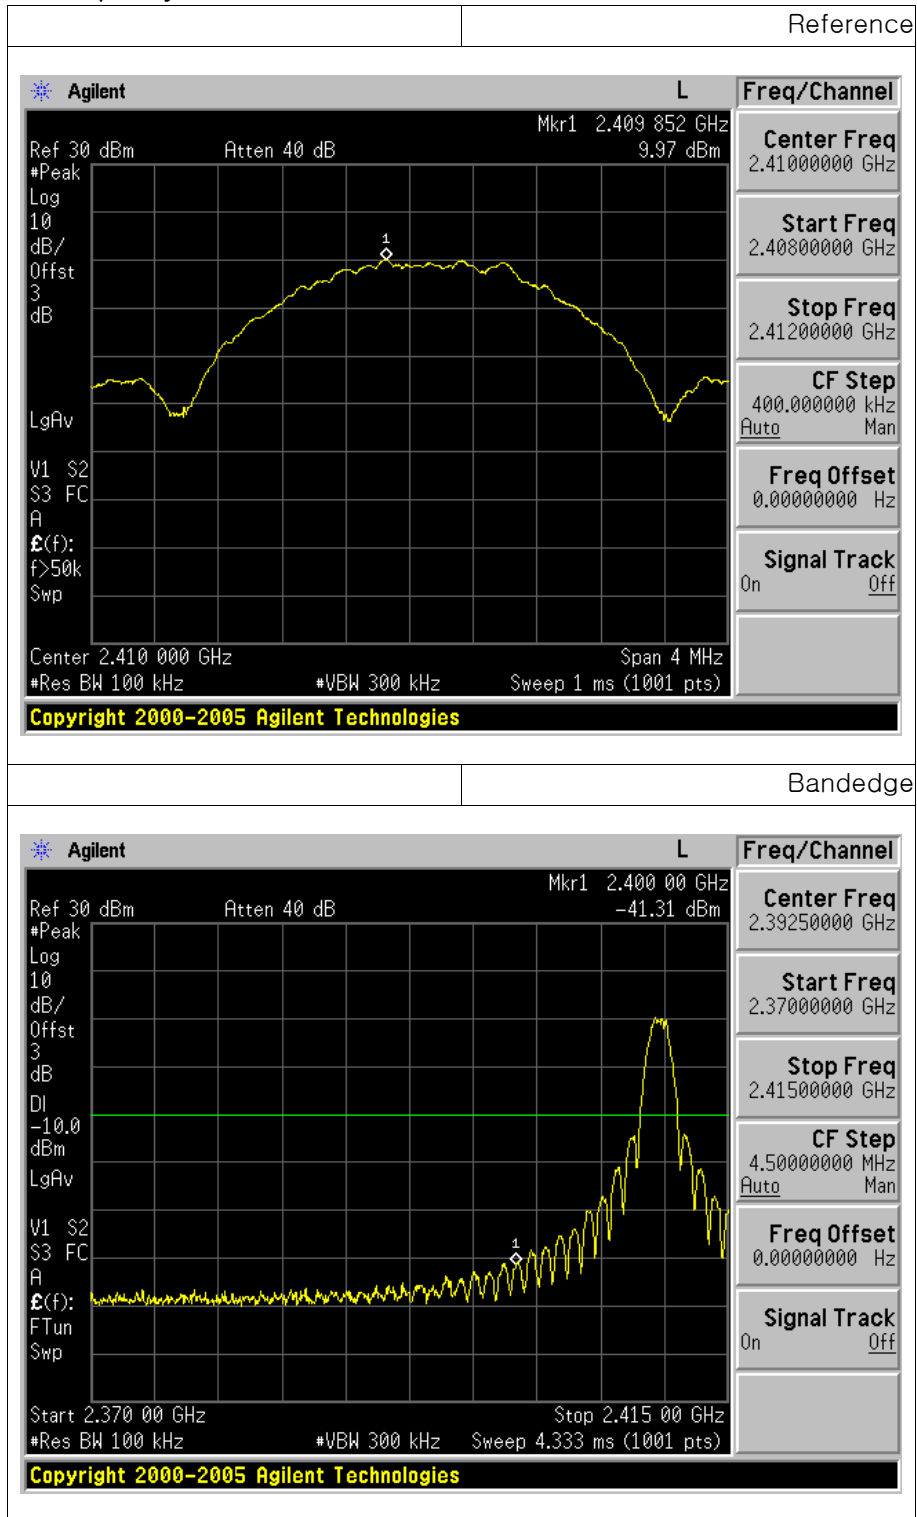 Reference
Agilent L Freq/Channel
Mkr1 2.409 852 GHz
Ref 30 dBm Atten 40 dB 9.97 dBm
#Peak
Log
10
dB/
Offst
3
dB
LgAv
V1 S2
S3 FC
A
£(f):
f>50k
Swp
1
Center 2.410 000 GHz Span 4 MHz
#Res BW 100 kHz #VBW 300 kHz Sweep 1 ms (1001 pts)
Copyright 2000-2005 Agilent Technologies
Center Freq
2.41000000 GHz
Start Freq
2.40800000 GHz
Stop Freq
2.41200000 GHz
CF Step
400.000000 kHz
Auto Man
Freq Offset
0.00000000 Hz
Signal Track
On Off
Bandedge
Agilent L Freq/Channel
Mkr1 2.400 00 GHz
Ref 30 dBm Atten 40 dB -41.31 dBm
#Peak
Log
10
dB/
Offst
3
dB
DI
-10.0
dBm
LgAv
V1 S2
S3 FC
A
£(f):
FTun
Swp
1
Start 2.370 00 GHz Stop 2.415 00 GHz
#Res BW 100 kHz #VBW 300 kHz Sweep 4.333 ms (1001 pts)
Copyright 2000-2005 Agilent Technologies
Center Freq
2.39250000 GHz
Start Freq
2.37000000 GHz
Stop Freq
2.41500000 GHz
CF Step
4.50000000 MHz
Auto Man
Freq Offset
0.00000000 Hz
Signal Track
On Off